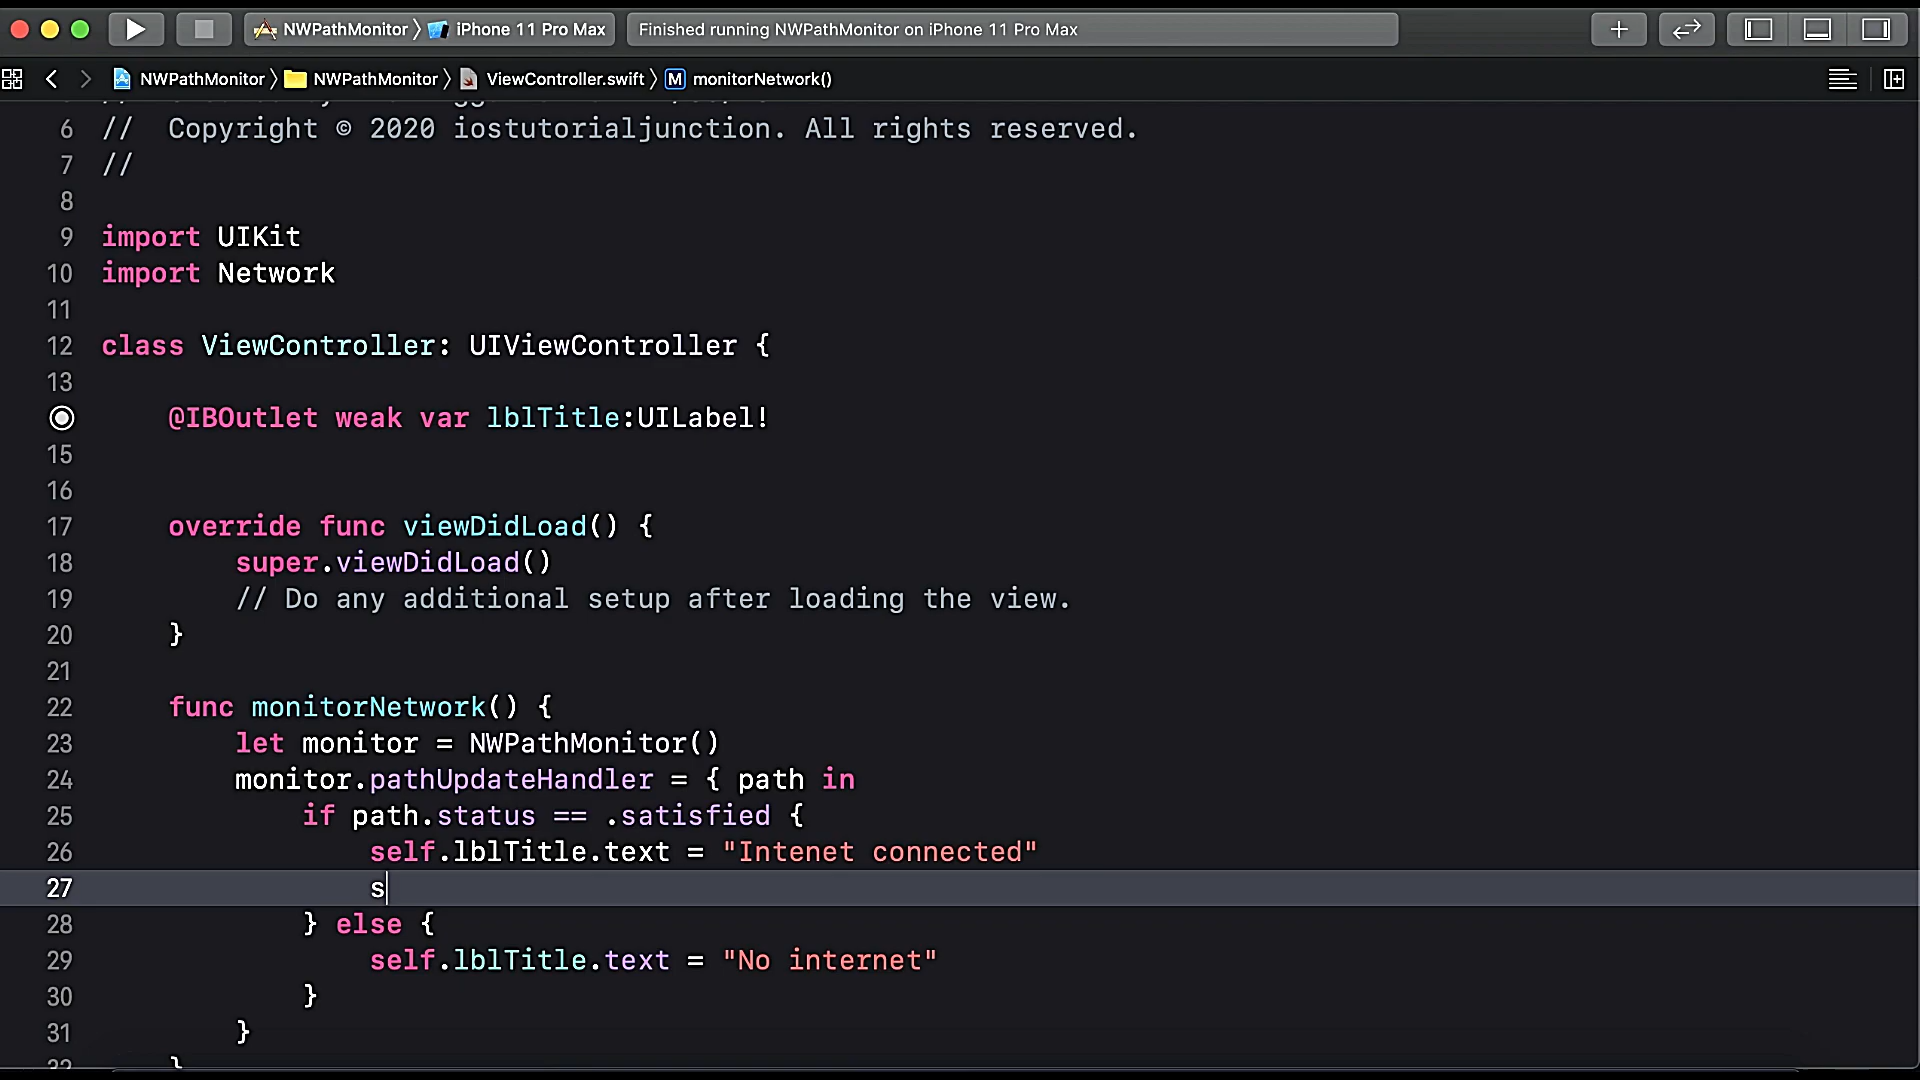 NWPathMonitor 〉 iPhone 11 Pro Max
Finished running NWPathMonitor on iPhone 11 Pro Max
NWPathMonitor 〉 NWPathMonitor 〉 ViewController.swift 〉 M monitorNetwork()
6 //  Copyright © 2020 iostutorialjunction. All rights reserved.
7 //
8
9 import UIKit
10 import Network
11
12 class ViewController: UIViewController {
13
@IBOutlet weak var lblTitle:UILabel!
15
16
17 override func viewDidLoad() {
18 super.viewDidLoad()
19 // Do any additional setup after loading the view.
20 }
21
22 func monitorNetwork() {
23 let monitor = NWPathMonitor()
24 monitor.pathUpdateHandler = { path in
25 if path.status == .satisfied {
26 self.lblTitle.text = "Intenet connected"
27 s
28 } else {
29 self.lblTitle.text = "No internet"
30 }
31 }
32 }